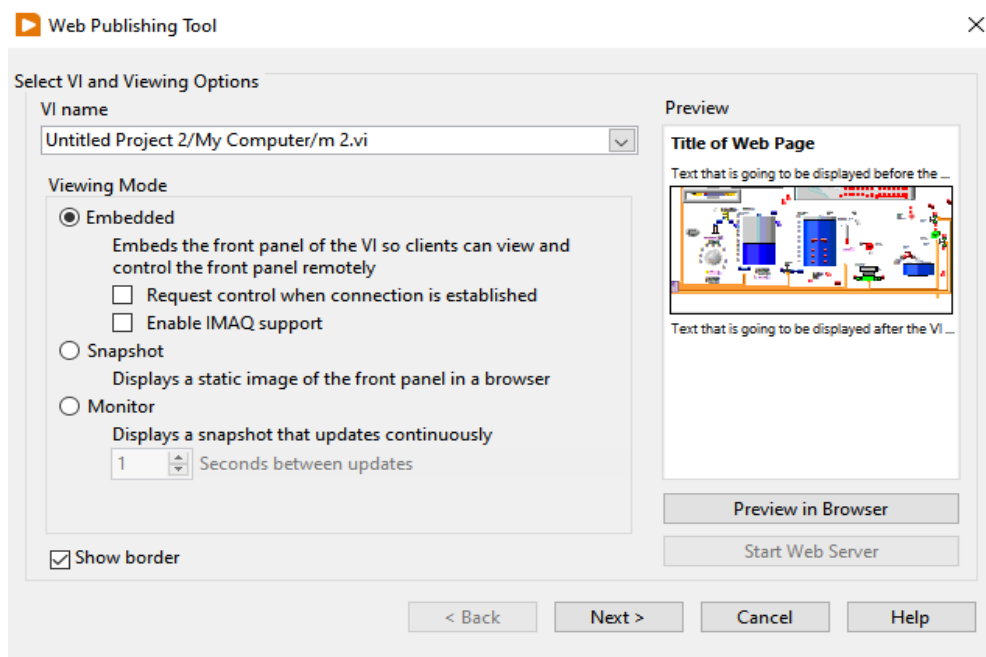 Web Publishing Tool
Select VI and Viewing Options
VI name
Untitled Project 2/My Computer/m 2.vi
Viewing Mode
Embedded
Embeds the front panel of the VI so clients can view and
control the front panel remotely
Request control when connection is established
Enable IMAQ support
Snapshot
Displays a static image of the front panel in a browser
Monitor
Displays a snapshot that updates continuously
1 Seconds between updates
Show border
Preview
Title of Web Page
Text that is going to be displayed before the ...
Text that is going to be displayed after the VI ...
Preview in Browser
Start Web Server
< Back
Next >
Cancel
Help